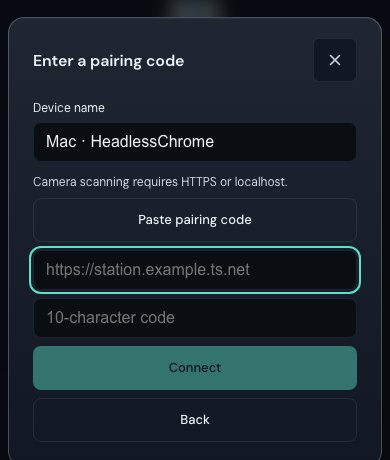 Enter a pairing code
Device name
Mac · HeadlessChrome
Camera scanning requires HTTPS or localhost.
Paste pairing code
https://station.example.ts.net
10-character code
Connect
Back